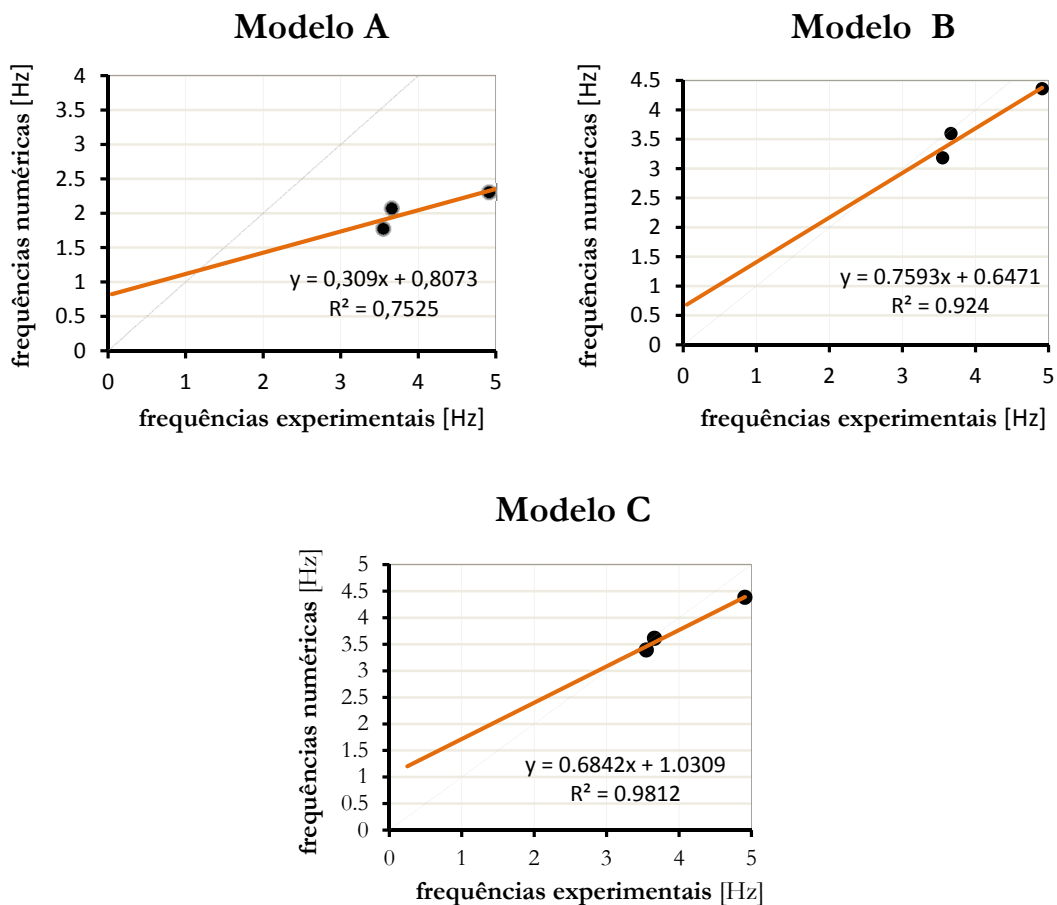 Modelo A
frequências numéricas [Hz]
4
3.5
3
2.5
2
1.5
1
0.5
0
y = 0,309x + 0,8073
R² = 0,7525
0 1 2 3 4 5
frequências experimentais [Hz]
Modelo B
frequências numéricas [Hz]
4.5
4
3.5
3
2.5
2
1.5
1
0.5
0
y = 0.7593x + 0.6471
R² = 0.924
0 1 2 3 4 5
frequências experimentais [Hz]
Modelo C
frequências numéricas [Hz]
5
4.5
4
3.5
3
2.5
2
1.5
1
0.5
0
y = 0.6842x + 1.0309
R² = 0.9812
0 1 2 3 4 5
frequências experimentais [Hz]